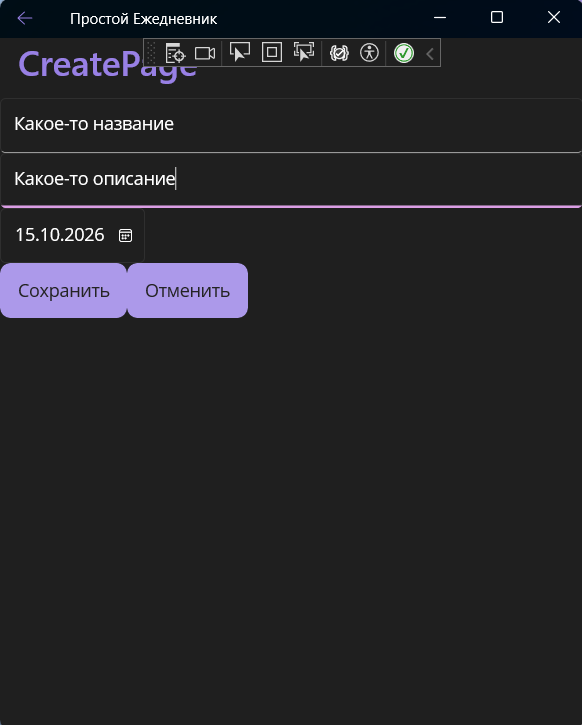 Простой Ежедневник
CreatePage
Какое-то название
Какое-то описание
15.10.2026
Сохранить Отменить